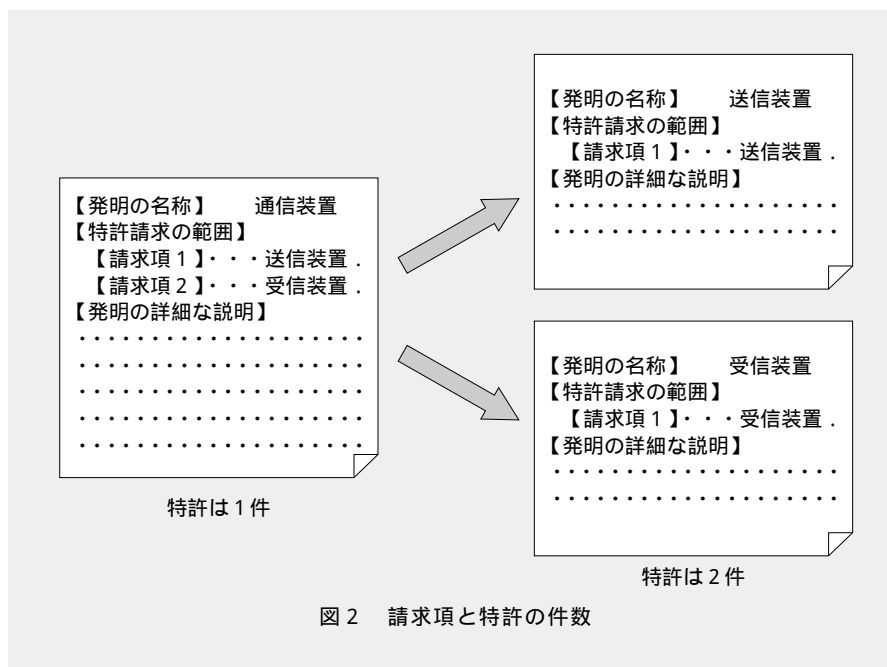 【発明の名称】　　通信装置
【特許請求の範囲】
【請求項１】・・・送信装置．
【請求項２】・・・受信装置．
【発明の詳細な説明】
・・・・・・・・・・・・・・・・・・・・
・・・・・・・・・・・・・・・・・・・・
・・・・・・・・・・・・・・・・・・・・
・・・・・・・・・・・・・・・・・・・・
・・・・・・・・・・・・・・・・・・・・
特許は１件
【発明の名称】　　送信装置
【特許請求の範囲】
【請求項１】・・・送信装置．
【発明の詳細な説明】
・・・・・・・・・・・・・・・・・・・・
・・・・・・・・・・・・・・・・・・・・
【発明の名称】　　受信装置
【特許請求の範囲】
【請求項１】・・・受信装置．
【発明の詳細な説明】
・・・・・・・・・・・・・・・・・・・・
・・・・・・・・・・・・・・・・・・・・
特許は２件
図２　請求項と特許の件数